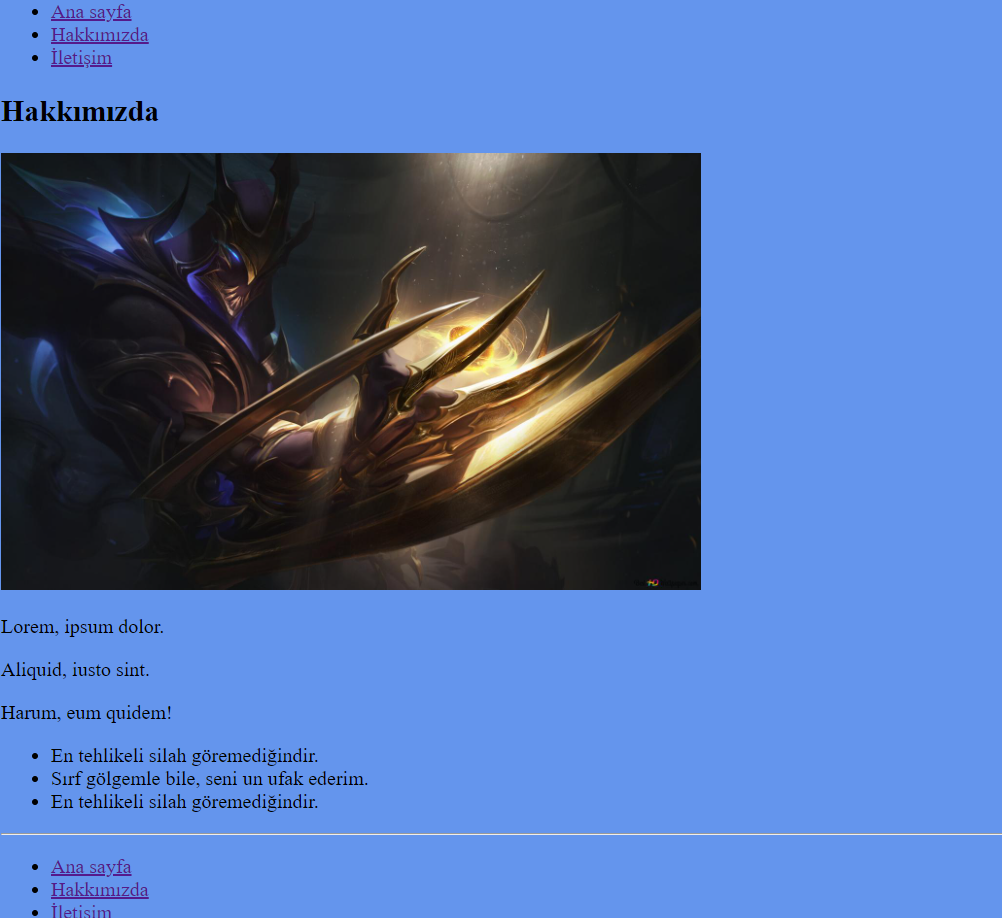 Ana sayfa
Hakkımızda
İletişim
Hakkımızda
Lorem, ipsum dolor.
Aliquid, iusto sint.
Harum, eum quidem!
En tehlikeli silah göremediğindir.
Sırf gölgemle bile, seni un ufak ederim.
En tehlikeli silah göremediğindir.
Ana sayfa
Hakkımızda
İletişim